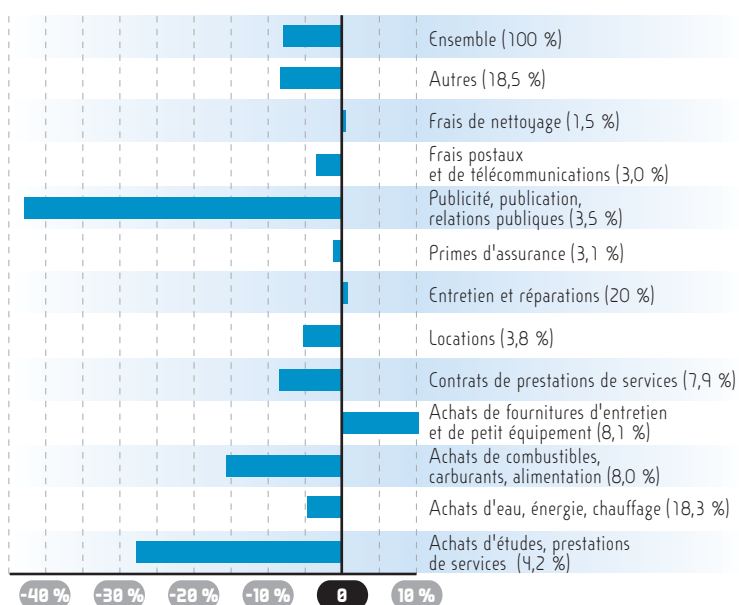 Ensemble (100 %)
Autres (18,5 %)
Frais de nettoyage (1,5 %)
Frais postaux
et de télécommunications (3,0 %)
Publicité, publication,
relations publiques (3,5 %)
Primes d'assurance (3,1 %)
Entretien et réparations (20 %)
Locations (3,8 %)
Contrats de prestations de services (7,9 %)
Achats de fournitures d'entretien
et de petit équipement (8,1 %)
Achats de combustibles,
carburants, alimentation (8,0 %)
Achats d'eau, énergie, chauffage (18,3 %)
Achats d'études, prestations
de services (4,2 %)
-40 % -30 % -20 % -10 % 0 10 %